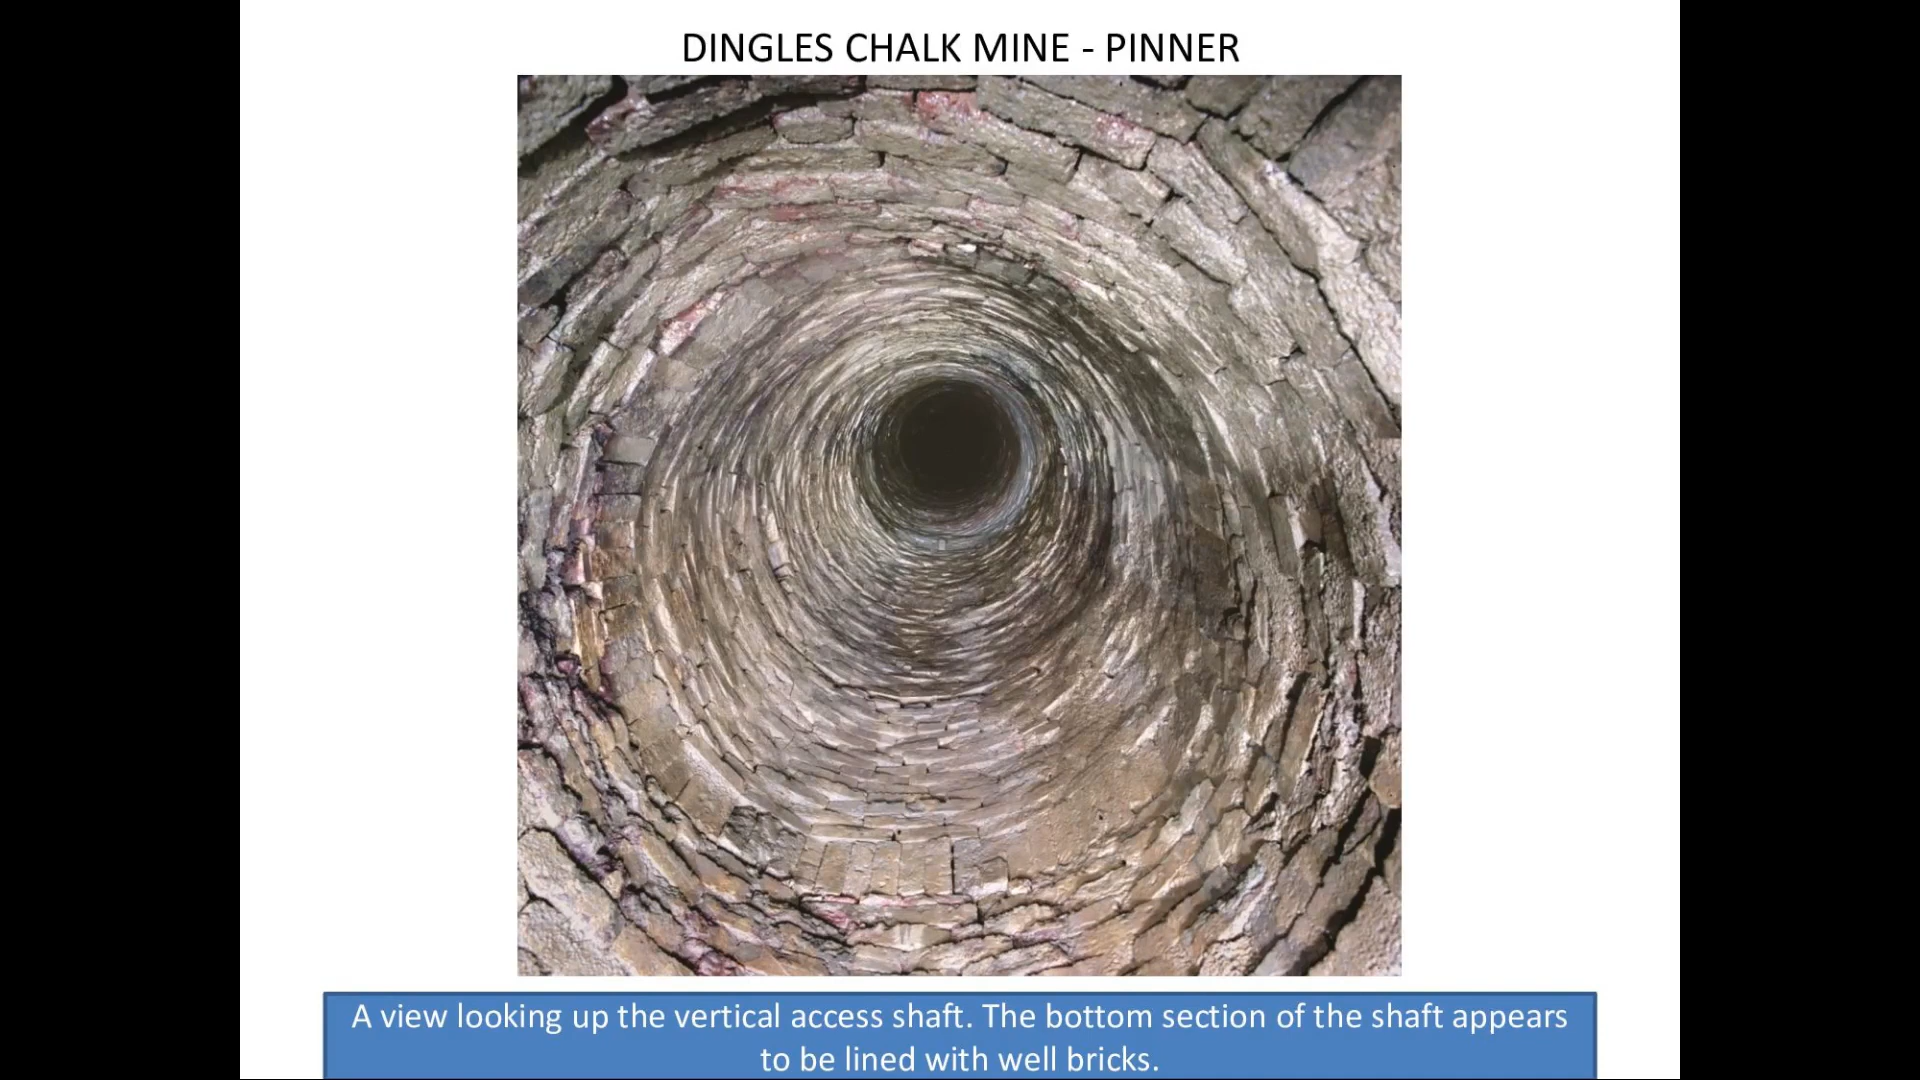 DINGLES CHALK MINE - PINNER
A view looking up the vertical access shaft. The bottom section of the shaft appears
to be lined with well bricks.